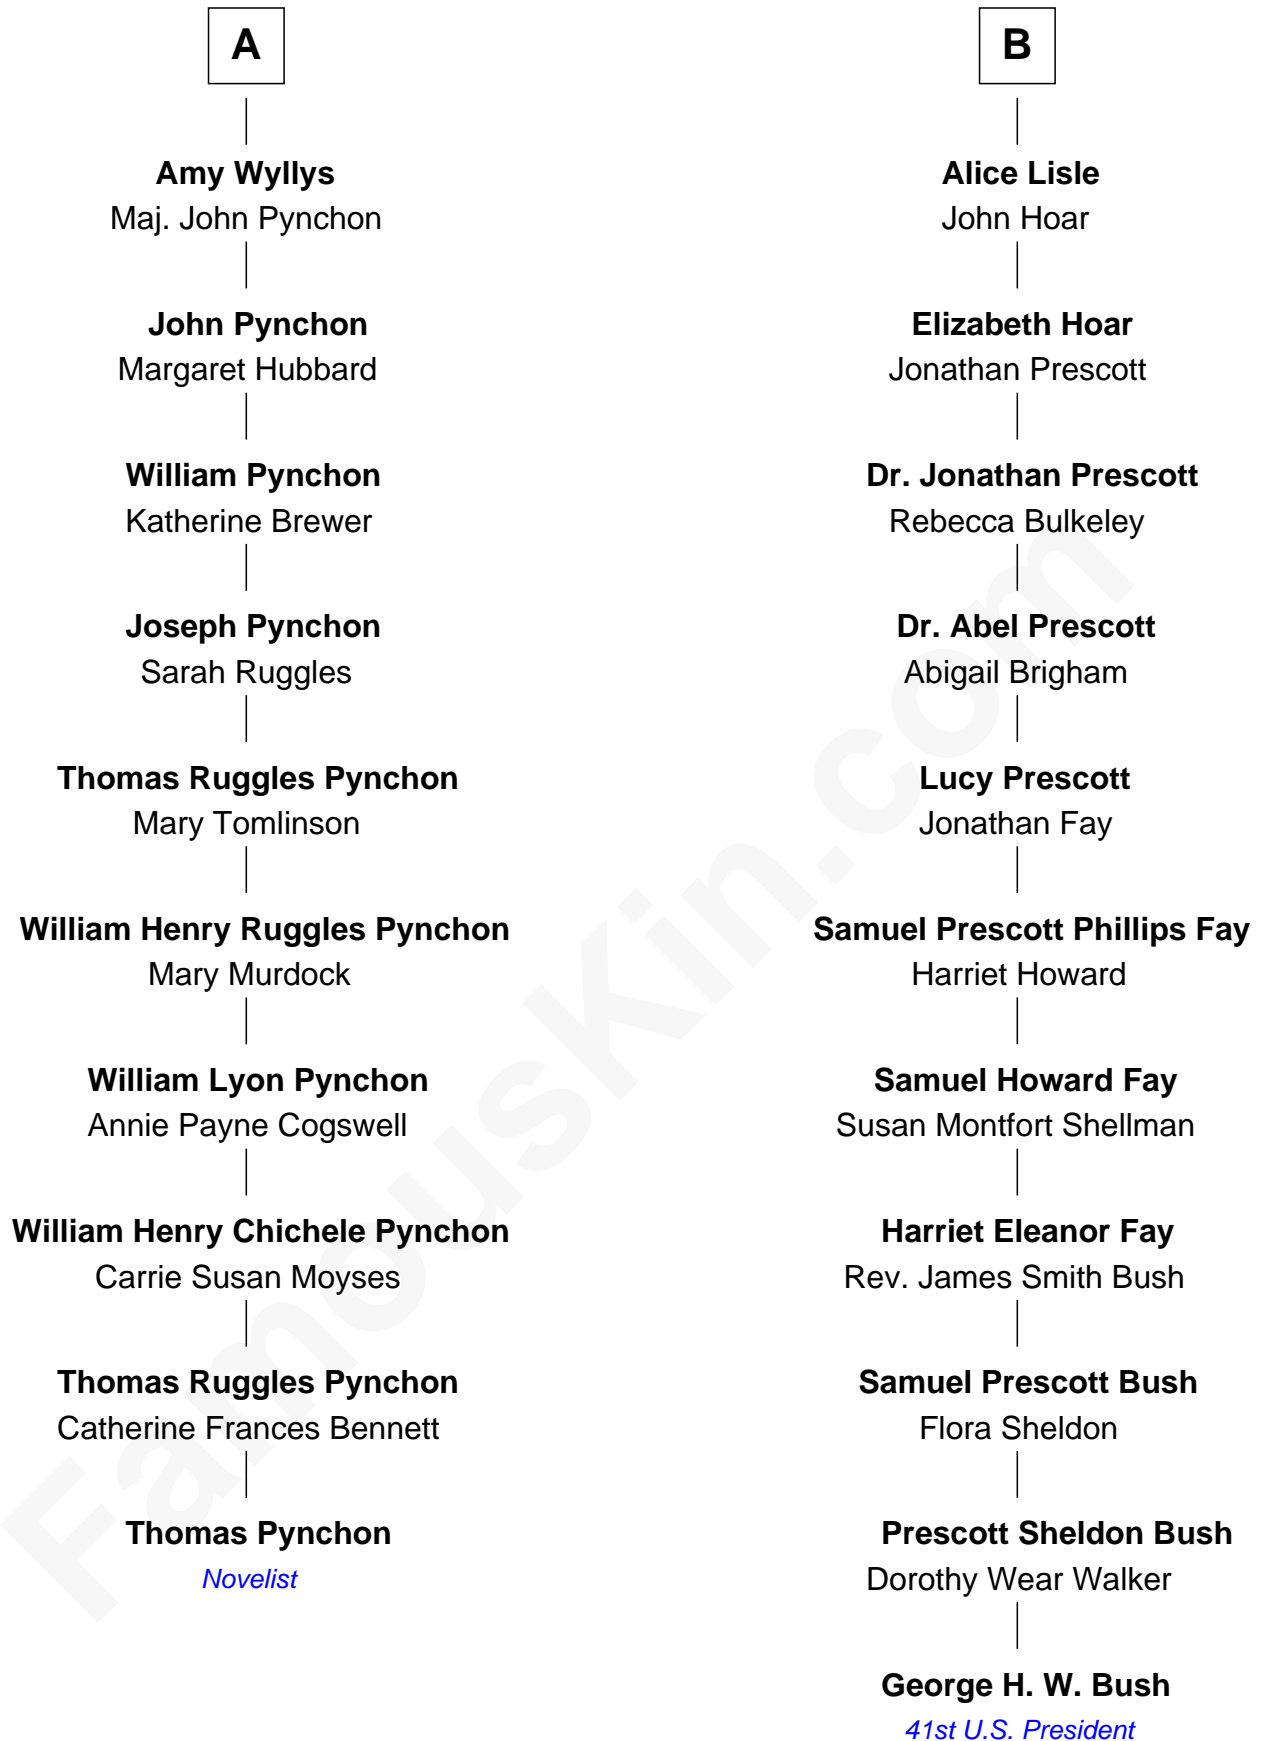 A
Amy Wyllys
Maj. John Pynchon
John Pynchon
Margaret Hubbard
William Pynchon
Katherine Brewer
Joseph Pynchon
Sarah Ruggles
Thomas Ruggles Pynchon
Mary Tomlinson
William Henry Ruggles Pynchon
Mary Murdock
William Lyon Pynchon
Annie Payne Cogswell
William Henry Chichele Pynchon
Carrie Susan Moyses
Thomas Ruggles Pynchon
Catherine Frances Bennett
Thomas Pynchon
Novelist
B
Alice Lisle
John Hoar
Elizabeth Hoar
Jonathan Prescott
Dr. Jonathan Prescott
Rebecca Bulkeley
Dr. Abel Prescott
Abigail Brigham
Lucy Prescott
Jonathan Fay
Samuel Prescott Phillips Fay
Harriet Howard
Samuel Howard Fay
Susan Montfort Shellman
Harriet Eleanor Fay
Rev. James Smith Bush
Samuel Prescott Bush
Flora Sheldon
Prescott Sheldon Bush
Dorothy Wear Walker
George H. W. Bush
41st U.S. President
FamousKin.com